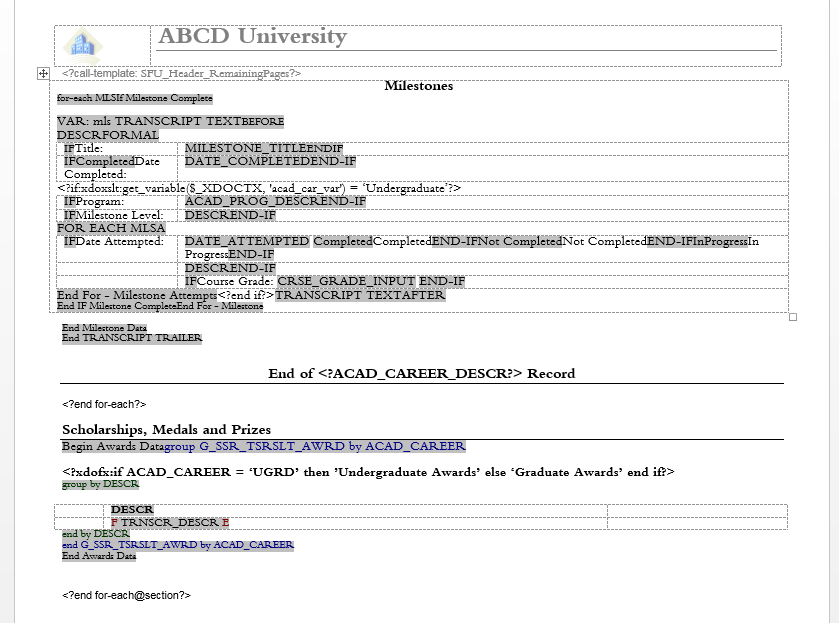 ABCD University
<?call-template: SFU_Header_RemainingPages?>
Milestones
for-each MLSIf Milestone Complete
VAR: mls TRANSCRIPT TEXTBEFORE
DESCRFORMAL
IFTitle: MILESTONE_TITLEENDIF
IFCompletedDate DATE_COMPLETEDEND-IF
Completed:
<?if:xdoxslt:get_variable($_XDOCTX, 'acad_car_var') = ‘Undergraduate’?>
IFProgram: ACAD_PROG_DESCREND-IF
IFMilestone Level: DESCREND-IF
FOR EACH MLSA
IFDate Attempted: DATE_ATTEMPTED CompletedCompletedEND-IFNot CompletedNot CompletedEND-IFInProgressIn
ProgressEND-IF
DESCREND-IF
IFCourse Grade: CRSE_GRADE_INPUT END-IF
End For - Milestone Attempts<?end if?>TRANSCRIPT TEXTAFTER
End IF Milestone CompleteEnd For - Milestone
End Milestone Data
End TRANSCRIPT TRAILER
End of <?ACAD_CAREER_DESCR?> Record
<?end for-each?>
Scholarships, Medals and Prizes
Begin Awards Datagroup G_SSR_TSRSLT_AWRD by ACAD_CAREER
<?xdofx:if ACAD_CAREER = ‘UGRD’ then ’Undergraduate Awards’ else ‘Graduate Awards’ end if?>
group by DESCR
DESCR
F TRNSCR_DESCR E
end by DESCR
end G_SSR_TSRSLT_AWRD by ACAD_CAREER
End Awards Data
<?end for-each@section?>